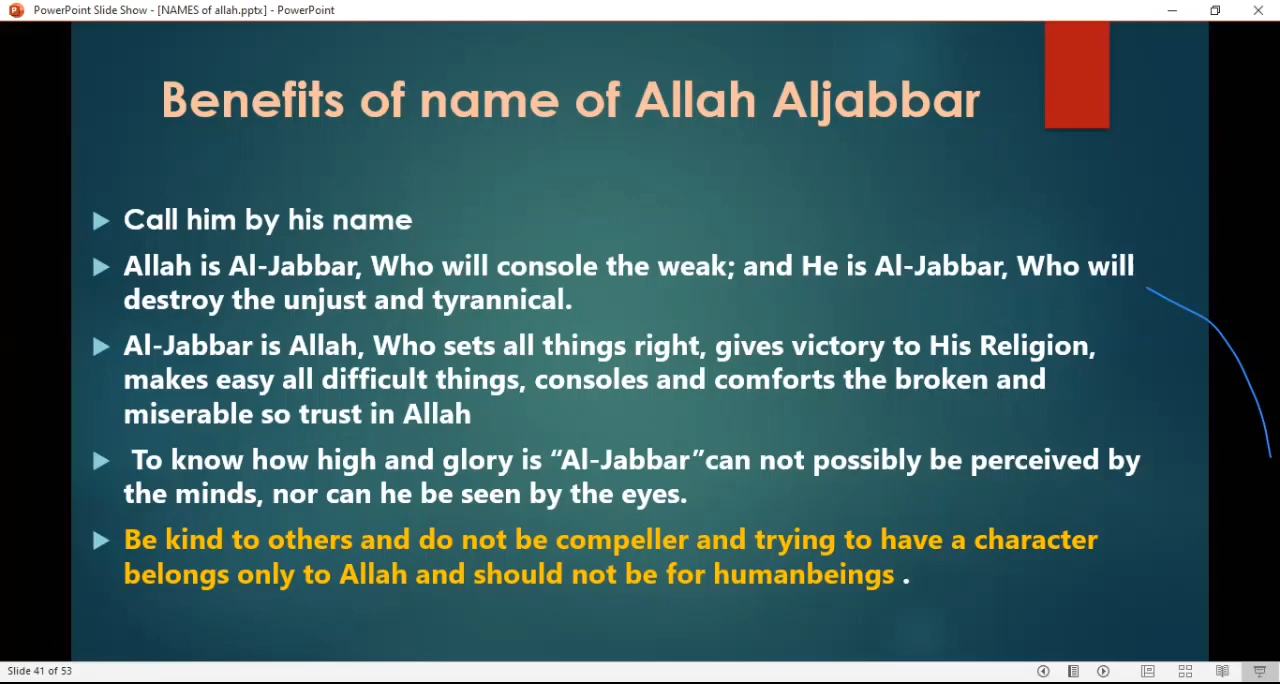 PowerPoint Slide Show - [NAMES of allah.pptx] - PowerPoint
Benefits of name of Allah Aljabbar
Call him by his name
Allah is Al-Jabbar, Who will console the weak; and He is Al-Jabbar, Who will
destroy the unjust and tyrannical.
Al-Jabbar is Allah, Who sets all things right, gives victory to His Religion,
makes easy all difficult things, consoles and comforts the broken and
miserable so trust in Allah
To know how high and glory is “Al-Jabbar”can not possibly be perceived by
the minds, nor can he be seen by the eyes.
Be kind to others and do not be compeller and trying to have a character
belongs only to Allah and should not be for humanbeings .
Slide 41 of 53